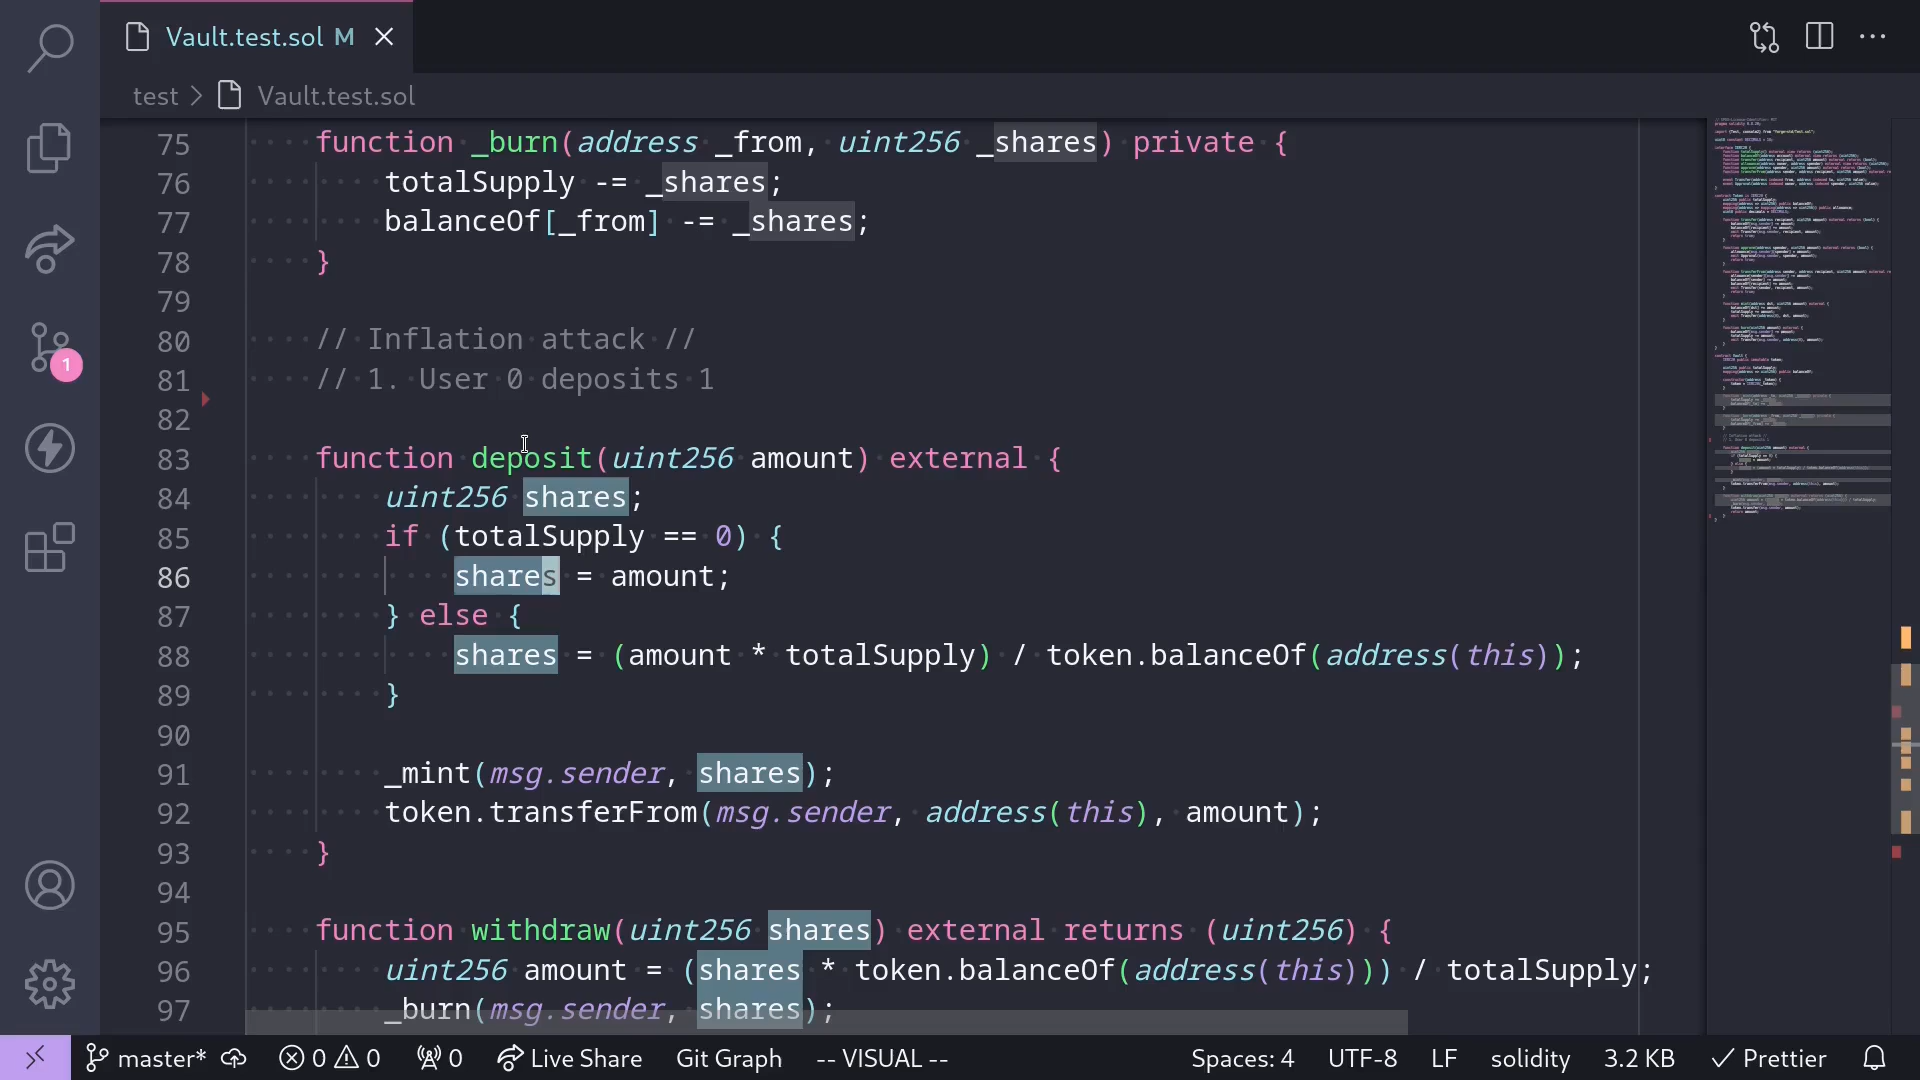 Vault.test.sol M
test > Vault.test.sol
75 function _burn(address _from, uint256 _shares) private {
76 totalSupply -= _shares;
77 balanceOf[_from] -= _shares;
78 }
79
80 // Inflation attack //
81 // 1. User 0 deposits 1
82
83 function deposit(uint256 amount) external {
84 uint256 shares;
85 if (totalSupply == 0) {
86 shares = amount;
87 } else {
88 shares = (amount * totalSupply) / token.balanceOf(address(this));
89 }
90
91 _mint(msg.sender, shares);
92 token.transferFrom(msg.sender, address(this), amount);
93 }
94
95 function withdraw(uint256 shares) external returns (uint256) {
96 uint256 amount = (shares * token.balanceOf(address(this))) / totalSupply;
97 _burn(msg.sender, shares);
1
master* 0 0 0 Live Share Git Graph -- VISUAL -- Spaces: 4 UTF-8 LF solidity 3.2 KB Prettier